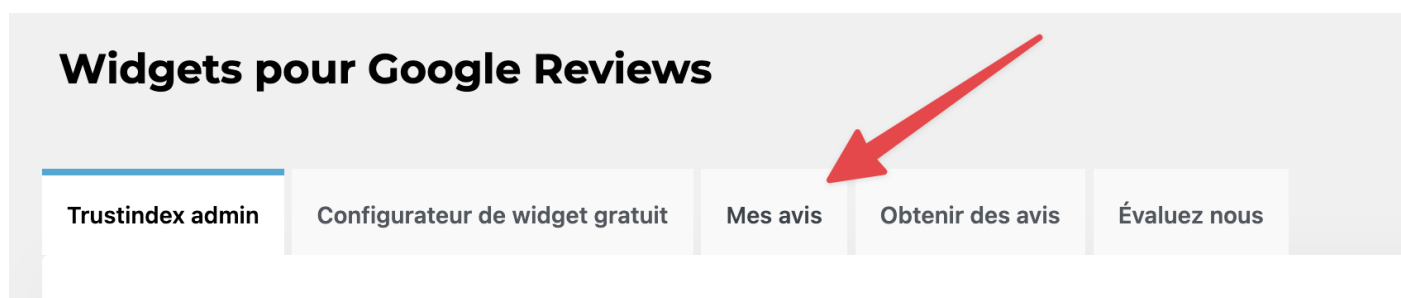 Widgets pour Google Reviews
Trustindex admin Configurateur de widget gratuit Mes avis Obtenir des avis Évaluez nous